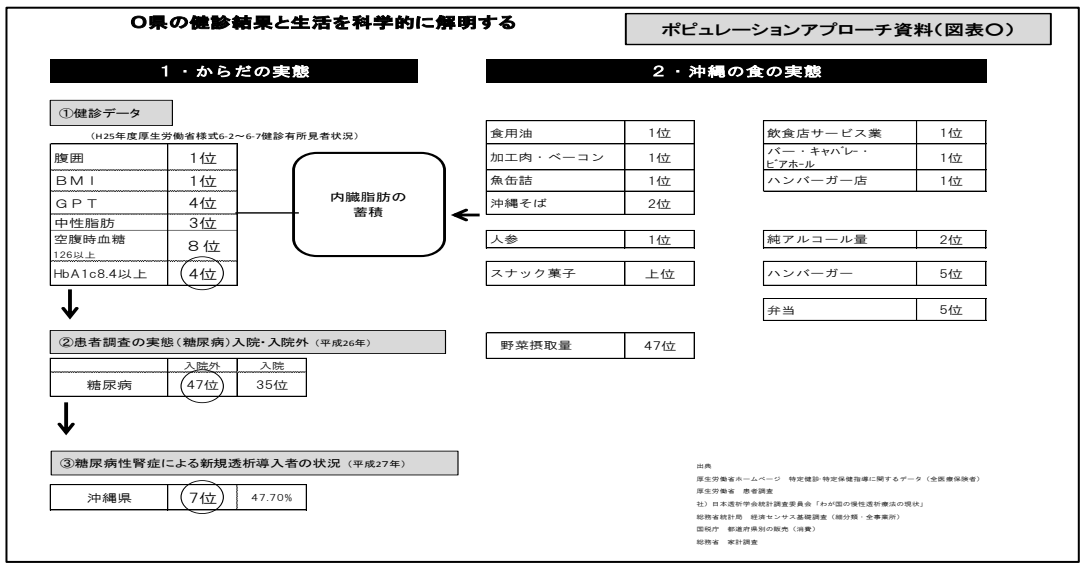 ○県の健診結果と生活を科学的に解明する
ポピュレーションアプローチ資料(図表○)
1・からだの実態
①健診データ
(H25年度厚生労働省様式6-2～6-7健診有所見者状況)
腹囲 1位
BMI 1位
GPT 4位
中性脂肪 3位
空腹時血糖 8位
126以上
HbA1c8.4以上 4位
内臓脂肪の
蓄積
②患者調査の実態(糖尿病)入院・入院外 (平成26年)
入院外 入院
糖尿病 47位 35位
③糖尿病性腎症による新規透析導入者の状況 (平成27年)
沖縄県 7位 47.70%
2・沖縄の食の実態
食用油 1位
加工肉・ベーコン 1位
魚缶詰 1位
沖縄そば 2位
人参 1位
スナック菓子 上位
野菜摂取量 47位
飲食店サービス業 1位
バー・キャバレー・
ビアホール 1位
ハンバーガー店 1位
純アルコール量 2位
ハンバーガー 5位
弁当 5位
出典
厚生労働省ホームページ 特定健診・特定保健指導に関するデータ(全医療保険者)
厚生労働省 患者調査
社)日本透析学会統計調査委員会「わが国の慢性透析療法の現状」
総務省統計局 経済センサス基礎調査(細分類・全事業所)
国税庁 都道府県別の販売(消費)
総務省 家計調査